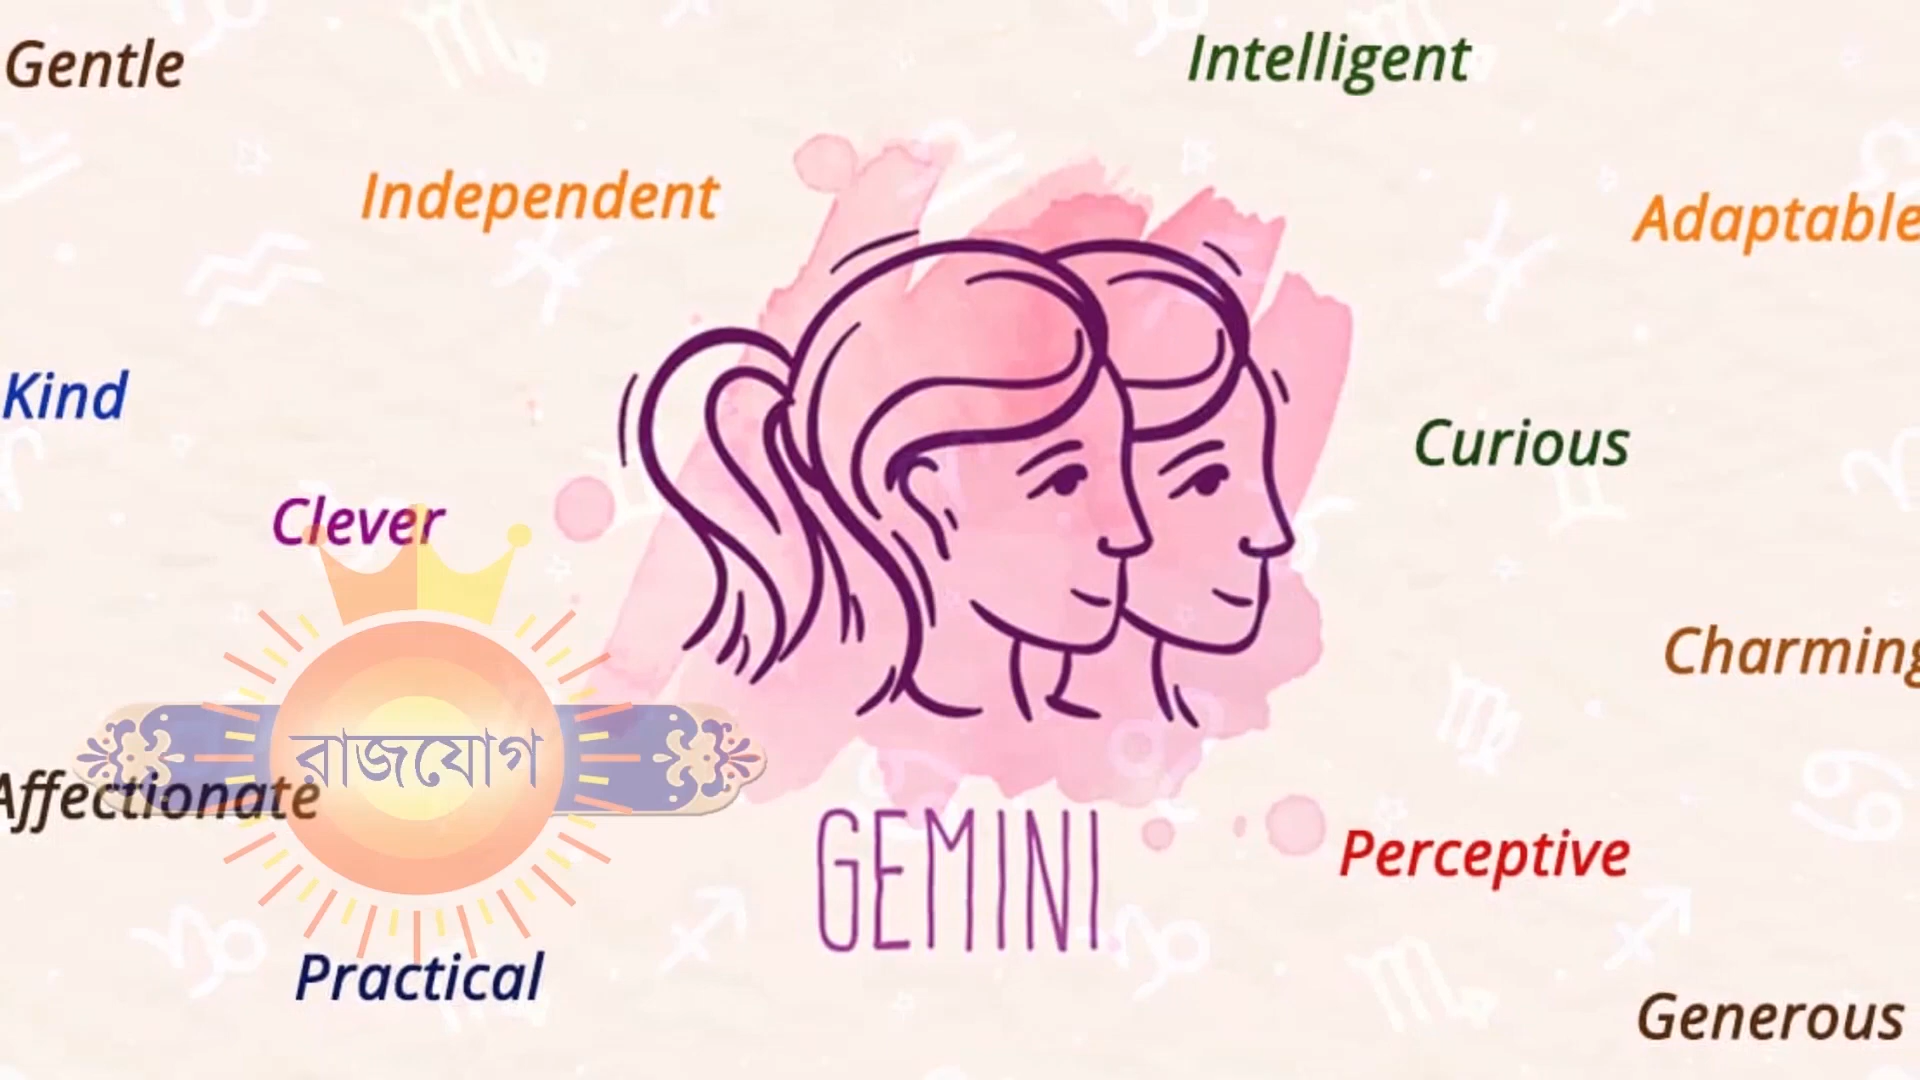 Gentle
Intelligent
Independent
Adaptable
Kind
Curious
Clever
Charming
রাজযোগ
Affectionate
GEMINI
Perceptive
Practical
Generous